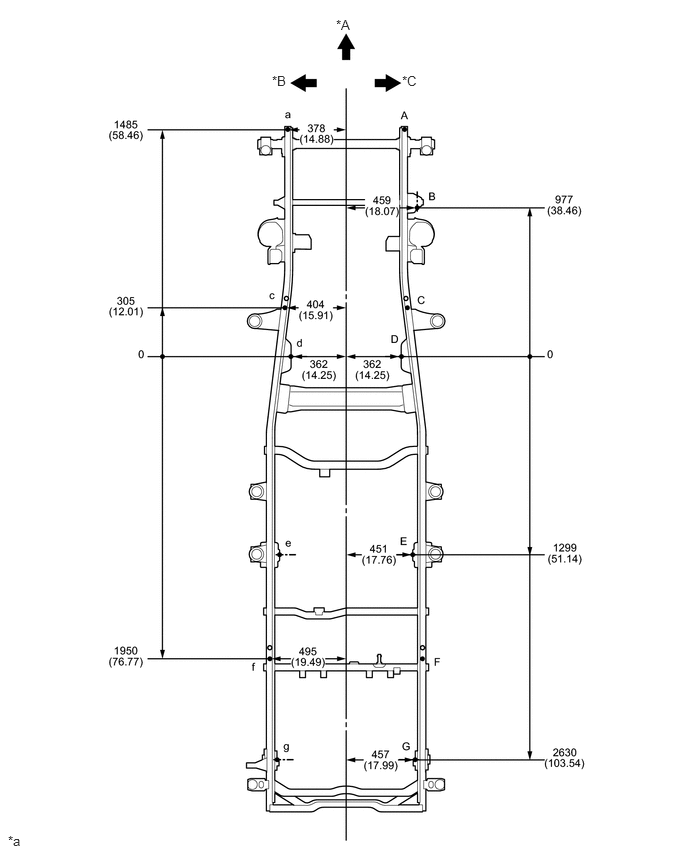 *A
*B
*C
a
A
1485
(58.46)
378
(14.88)
B
459
(18.07)
977
(38.46)
c
C
305
(12.01)
404
(15.91)
d
D
0
0
362
(14.25)
362
(14.25)
e
E
451
(17.76)
1299
(51.14)
1950
(76.77)
495
(19.49)
f
F
g
G
457
(17.99)
2630
(103.54)
*a